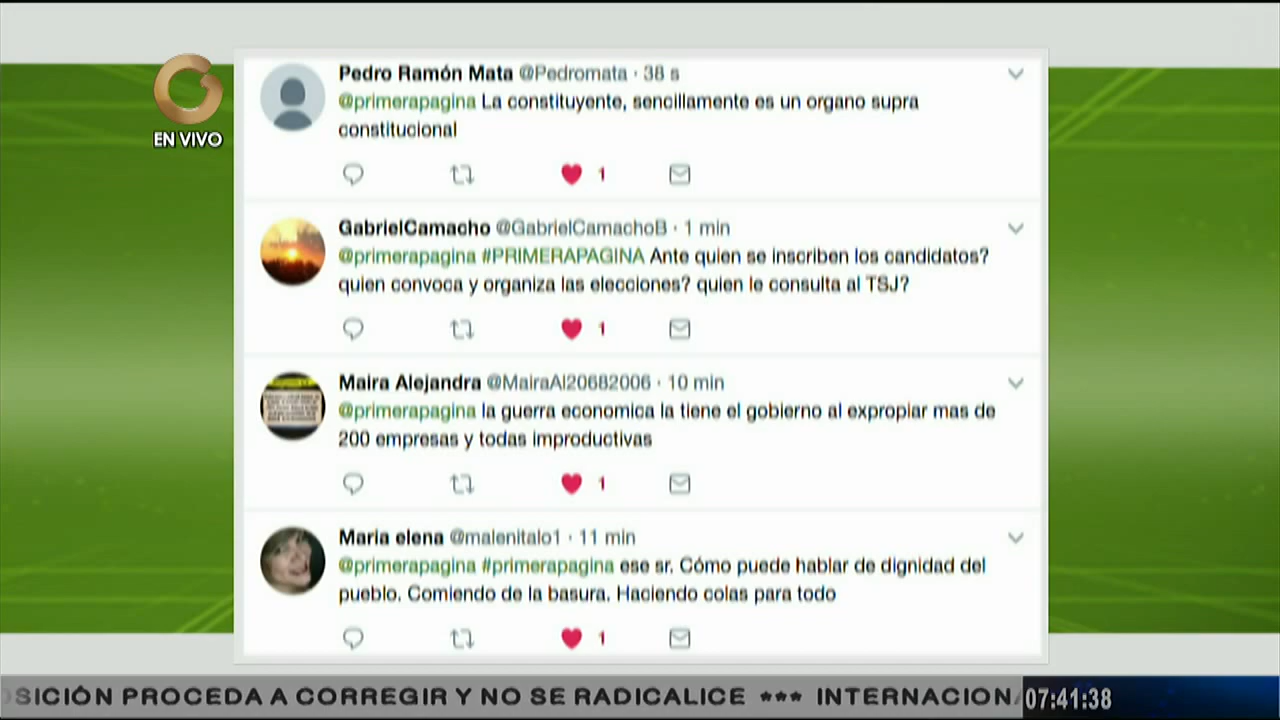 Pedro Ramón Mata @Pedromata · 38 s
@primerapagina La constituyente, sencillamente es un organo supra
constitucional
1
EN VIVO
GabrielCamacho @GabrielCamachoB · 1 min
@primerapagina #PRIMERAPAGINA Ante quien se inscriben los candidatos?
quien convoca y organiza las elecciones? quien le consulta al TSJ?
1
Maira Alejandra @MairaAl20682006 · 10 min
@primerapagina la guerra economica la tiene el gobierno al expropiar mas de
200 empresas y todas improductivas
1
Maria elena @malenitalo1 · 11 min
@primerapagina #primerapagina ese sr. Cómo puede hablar de dignidad del
pueblo. Comiendo de la basura. Haciendo colas para todo
1
OSICIÓN PROCEDA A CORREGIR Y NO SE RADICALICE *** INTERNACION
07:41:38